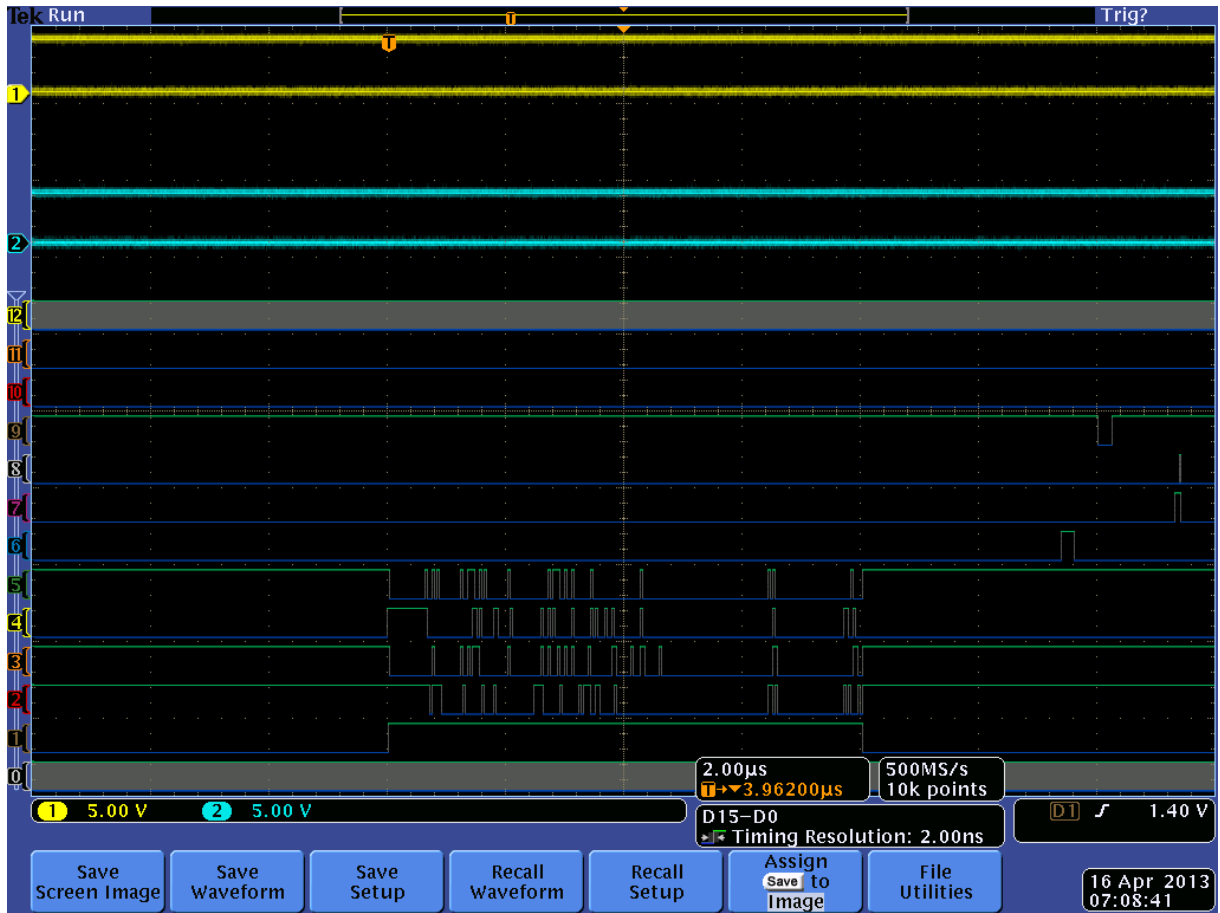 Tek Run Trig?
T
T
1
2
12
11
10
9
8
7
6
5
4
3
2
1
0
2.00μs
T→▼3.96200μs
500MS/s
10k points
1 5.00 V 2 5.00 V
D15-D0
Timing Resolution: 2.00ns
D1 1.40 V
Save Screen Image
Save Waveform
Save Setup
Recall Waveform
Recall Setup
Assign Save to Image
File Utilities
16 Apr 2013
07:08:41